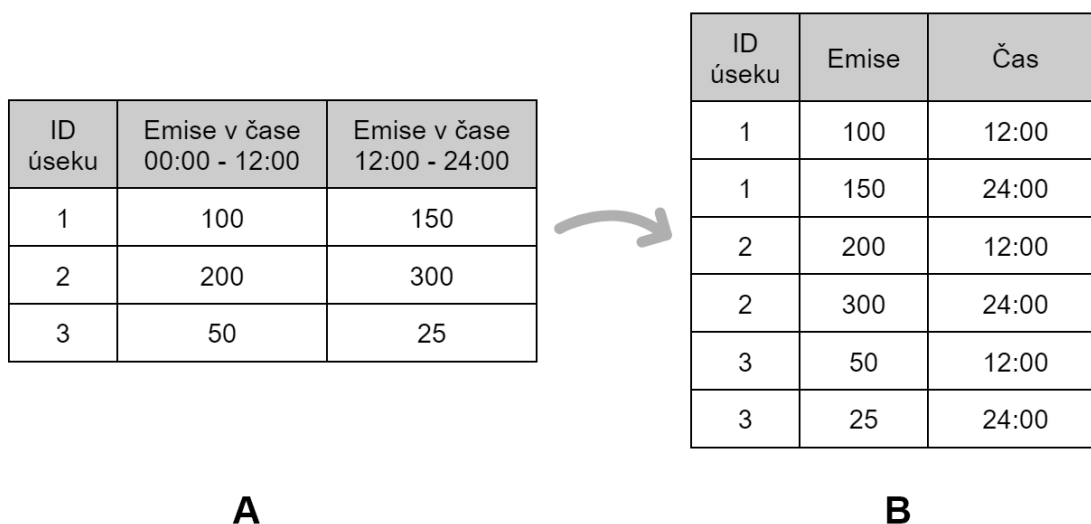 ID úseku Emise v čase 00:00 - 12:00 Emise v čase 12:00 - 24:00
1 100 150
2 200 300
3 50 25
A
ID úseku Emise Čas
1 100 12:00
1 150 24:00
2 200 12:00
2 300 24:00
3 50 12:00
3 25 24:00
B